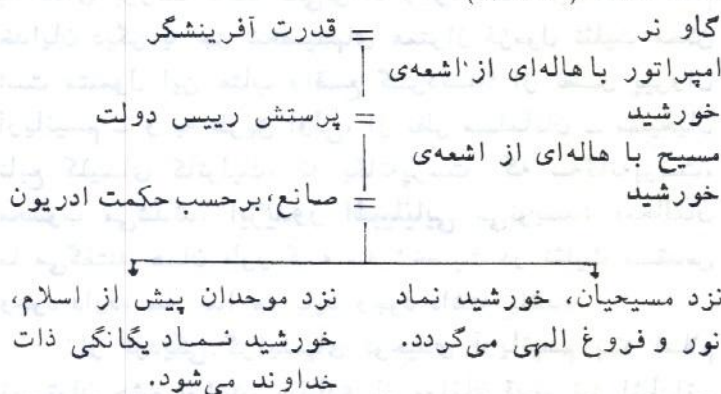 گاو نر = قدرت آفرینشگر
امپراتور با هاله‌ای از اشعه‌ی
خورشید = پرستش رییس دولت
مسیح با هاله‌ای از اشعه‌ی
خورشید = صانع، برحسب حکمت ادریون
نزد موحدان پیش از اسلام،
خورشید نماد یگانگی ذات
خداوند می‌شود.
نزد مسیحیان، خورشید نماد
نور و فروغ الهی می‌گردد.